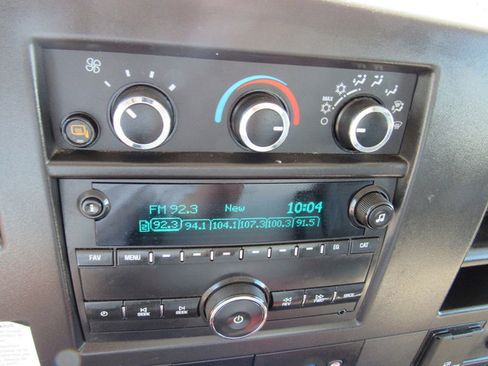 MAX
FM 92.3 New 10:04
92.3 94.1 104.1 107.3 100.3 91.5
FAV MENU EQ CAT
SEEK SEEK REV FWD